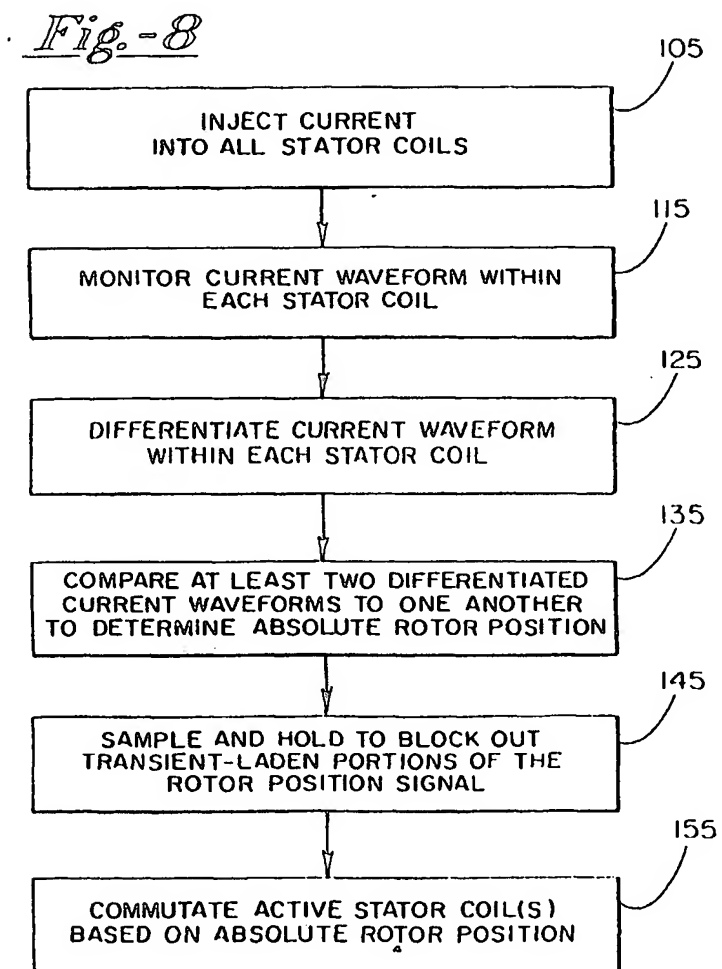 Fig.-8
105
INJECT CURRENT
INTO ALL STATOR COILS
115
MONITOR CURRENT WAVEFORM WITHIN
EACH STATOR COIL
125
DIFFERENTIATE CURRENT WAVEFORM
WITHIN EACH STATOR COIL
135
COMPARE AT LEAST TWO DIFFERENTIATED
CURRENT WAVEFORMS TO ONE ANOTHER
TO DETERMINE ABSOLUTE ROTOR POSITION
145
SAMPLE AND HOLD TO BLOCK OUT
TRANSIENT-LADEN PORTIONS OF THE
ROTOR POSITION SIGNAL
155
COMMUTATE ACTIVE STATOR COIL(S)
BASED ON ABSOLUTE ROTOR POSITION